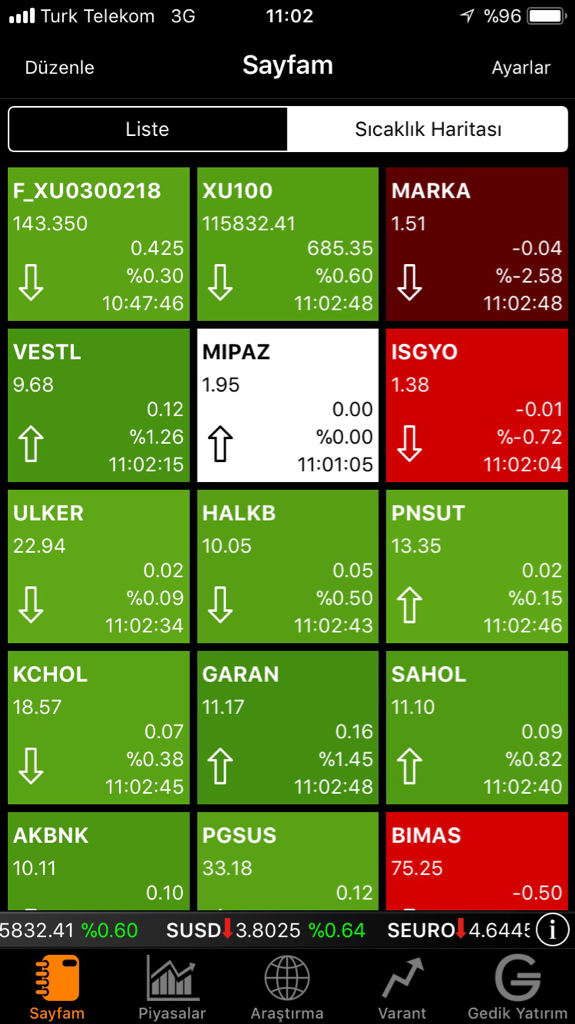 Turk Telekom 3G 11:02 %96
Düzenle Sayfam Ayarlar
Liste Sıcaklık Haritası
F_XU0300218
143.350
0.425
%0.30
10:47:46
XU100
115832.41
685.35
%0.60
11:02:48
MARKA
1.51
-0.04
%-2.58
11:02:48
VESTL
9.68
0.12
%1.26
11:02:15
MIPAZ
1.95
0.00
%0.00
11:01:05
ISGYO
1.38
-0.01
%-0.72
11:02:04
ULKER
22.94
0.02
%0.09
11:02:34
HALKB
10.05
0.05
%0.50
11:02:43
PNSUT
13.35
0.02
%0.15
11:02:46
KCHOL
18.57
0.07
%0.38
11:02:45
GARAN
11.17
0.16
%1.45
11:02:48
SAHOL
11.10
0.09
%0.82
11:02:40
AKBNK
10.11
0.10
PGSUS
33.18
0.12
BIMAS
75.25
-0.50
5832.41 %0.60 SUSD 3.8025 %0.64 SEURO 4.6445 i
Sayfam Piyasalar Araştırma Varant Gedik Yatırım